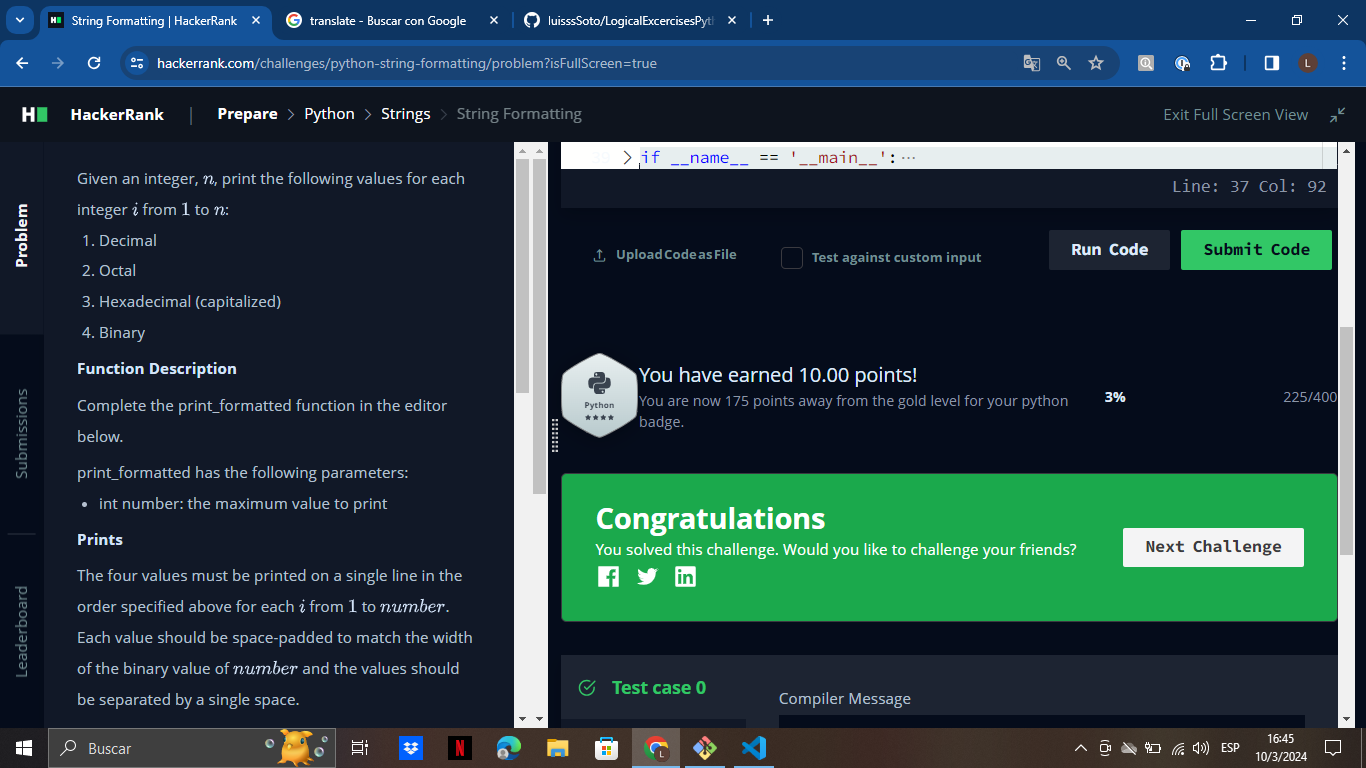 String Formatting | HackerRank
translate - Buscar con Google
luisssSoto/LogicalExcercisesPyt
hackerrank.com/challenges/python-string-formatting/problem?isFullScreen=true
L
H
HackerRank | Prepare > Python > Strings > String Formatting
Exit Full Screen View
Problem
Submissions
Leaderboard
Given an integer, n, print the following values for each
integer i from 1 to n:
1. Decimal
2. Octal
3. Hexadecimal (capitalized)
4. Binary
Function Description
Complete the print_formatted function in the editor
below.
print_formatted has the following parameters:
• int number: the maximum value to print
Prints
The four values must be printed on a single line in the
order specified above for each i from 1 to number.
Each value should be space-padded to match the width
of the binary value of number and the values should
be separated by a single space.
39 if __name__ == '__main__': ...
Line: 37 Col: 92
Upload Code as File
Test against custom input
Run Code
Submit Code
Python
You have earned 10.00 points!
You are now 175 points away from the gold level for your python
badge.
3%
225/400
Congratulations
You solved this challenge. Would you like to challenge your friends?
Next Challenge
Test case 0
Compiler Message
Buscar
N
L
ESP
16:45
10/3/2024